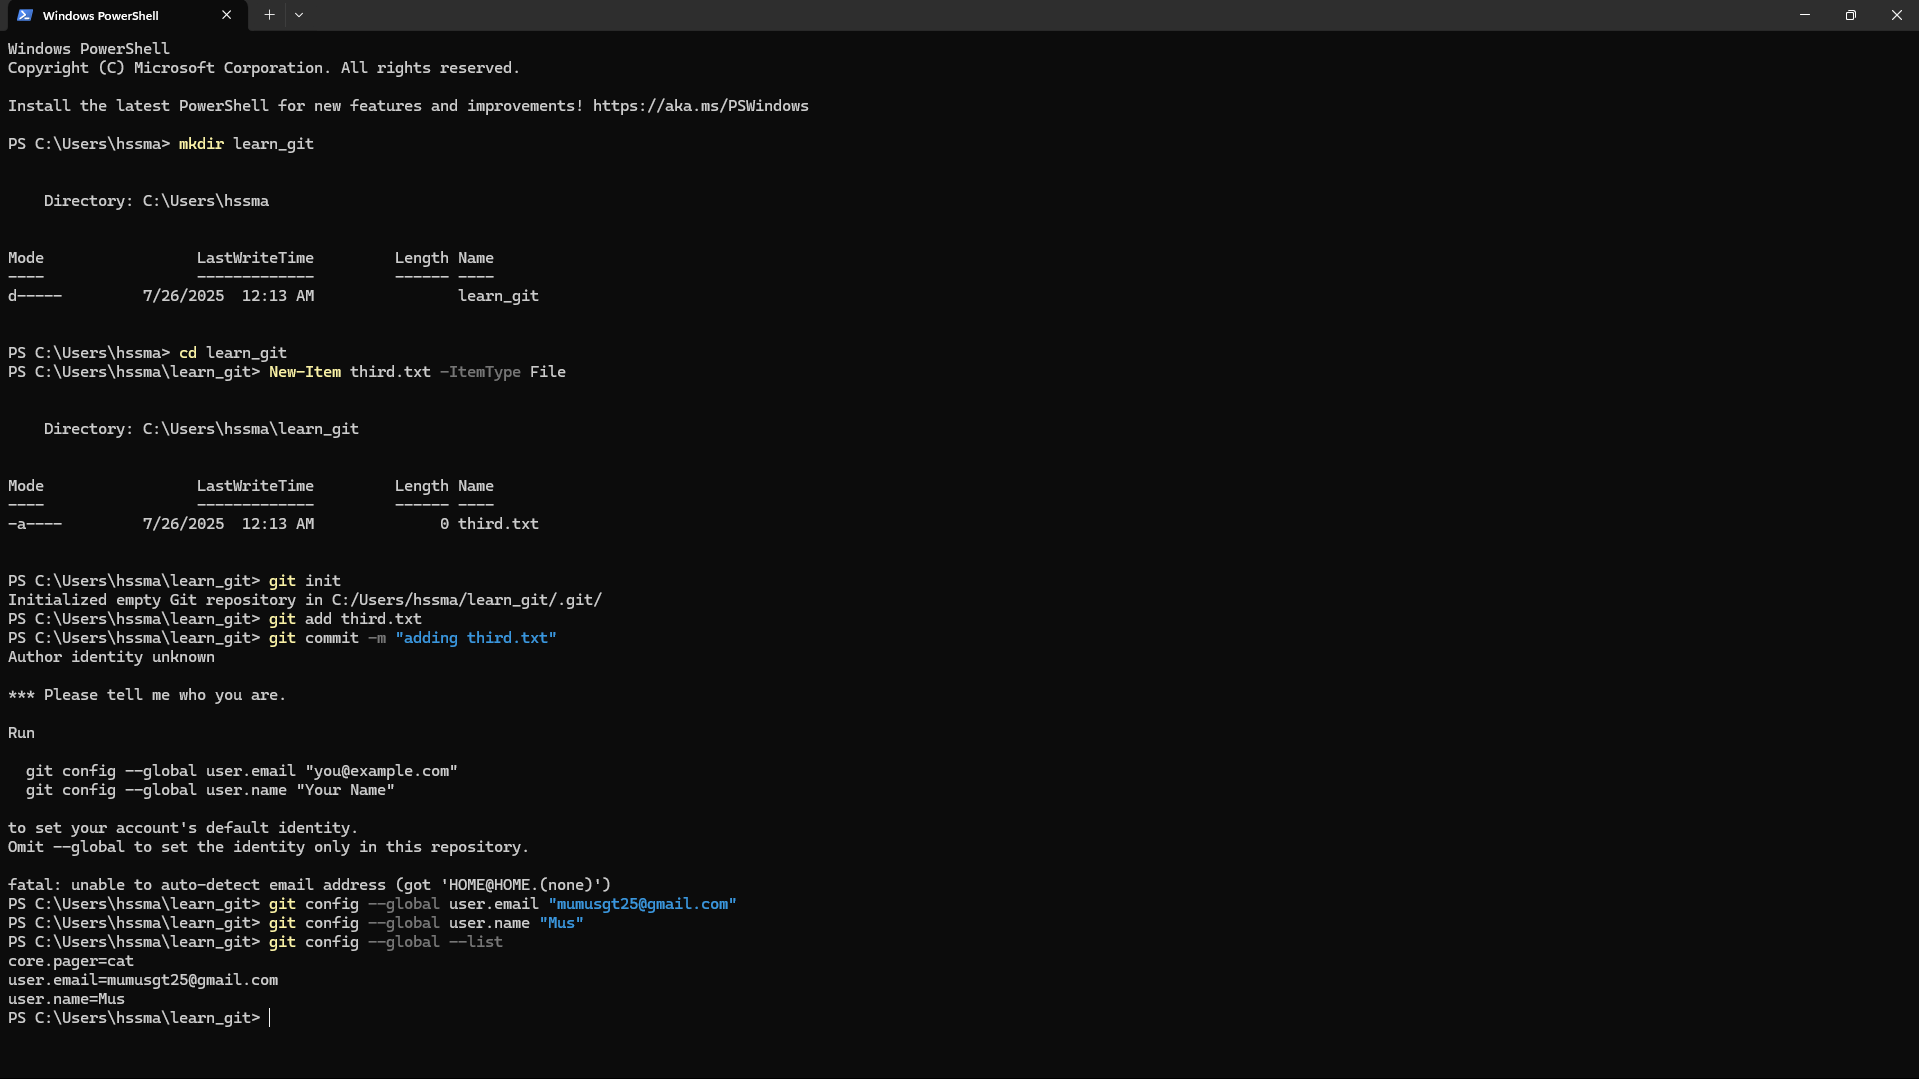 Windows PowerShell
Windows PowerShell
Copyright (C) Microsoft Corporation. All rights reserved.
Install the latest PowerShell for new features and improvements! https://aka.ms/PSWindows
PS C:\Users\hssma> mkdir learn_git
    Directory: C:\Users\hssma
Mode                 LastWriteTime         Length Name
----                 -------------         ------ ----
d-----         7/26/2025  12:13 AM                learn_git
PS C:\Users\hssma> cd learn_git
PS C:\Users\hssma\learn_git> New-Item third.txt -ItemType File
    Directory: C:\Users\hssma\learn_git
Mode                 LastWriteTime         Length Name
----                 -------------         ------ ----
-a----         7/26/2025  12:13 AM              0 third.txt
PS C:\Users\hssma\learn_git> git init
Initialized empty Git repository in C:/Users/hssma/learn_git/.git/
PS C:\Users\hssma\learn_git> git add third.txt
PS C:\Users\hssma\learn_git> git commit -m "adding third.txt"
Author identity unknown
*** Please tell me who you are.
Run
  git config --global user.email "you@example.com"
  git config --global user.name "Your Name"
to set your account's default identity.
Omit --global to set the identity only in this repository.
fatal: unable to auto-detect email address (got 'HOME@HOME.(none)')
PS C:\Users\hssma\learn_git> git config --global user.email "mumusgt25@gmail.com"
PS C:\Users\hssma\learn_git> git config --global user.name "Mus"
PS C:\Users\hssma\learn_git> git config --global --list
core.pager=cat
user.email=mumusgt25@gmail.com
user.name=Mus
PS C:\Users\hssma\learn_git>